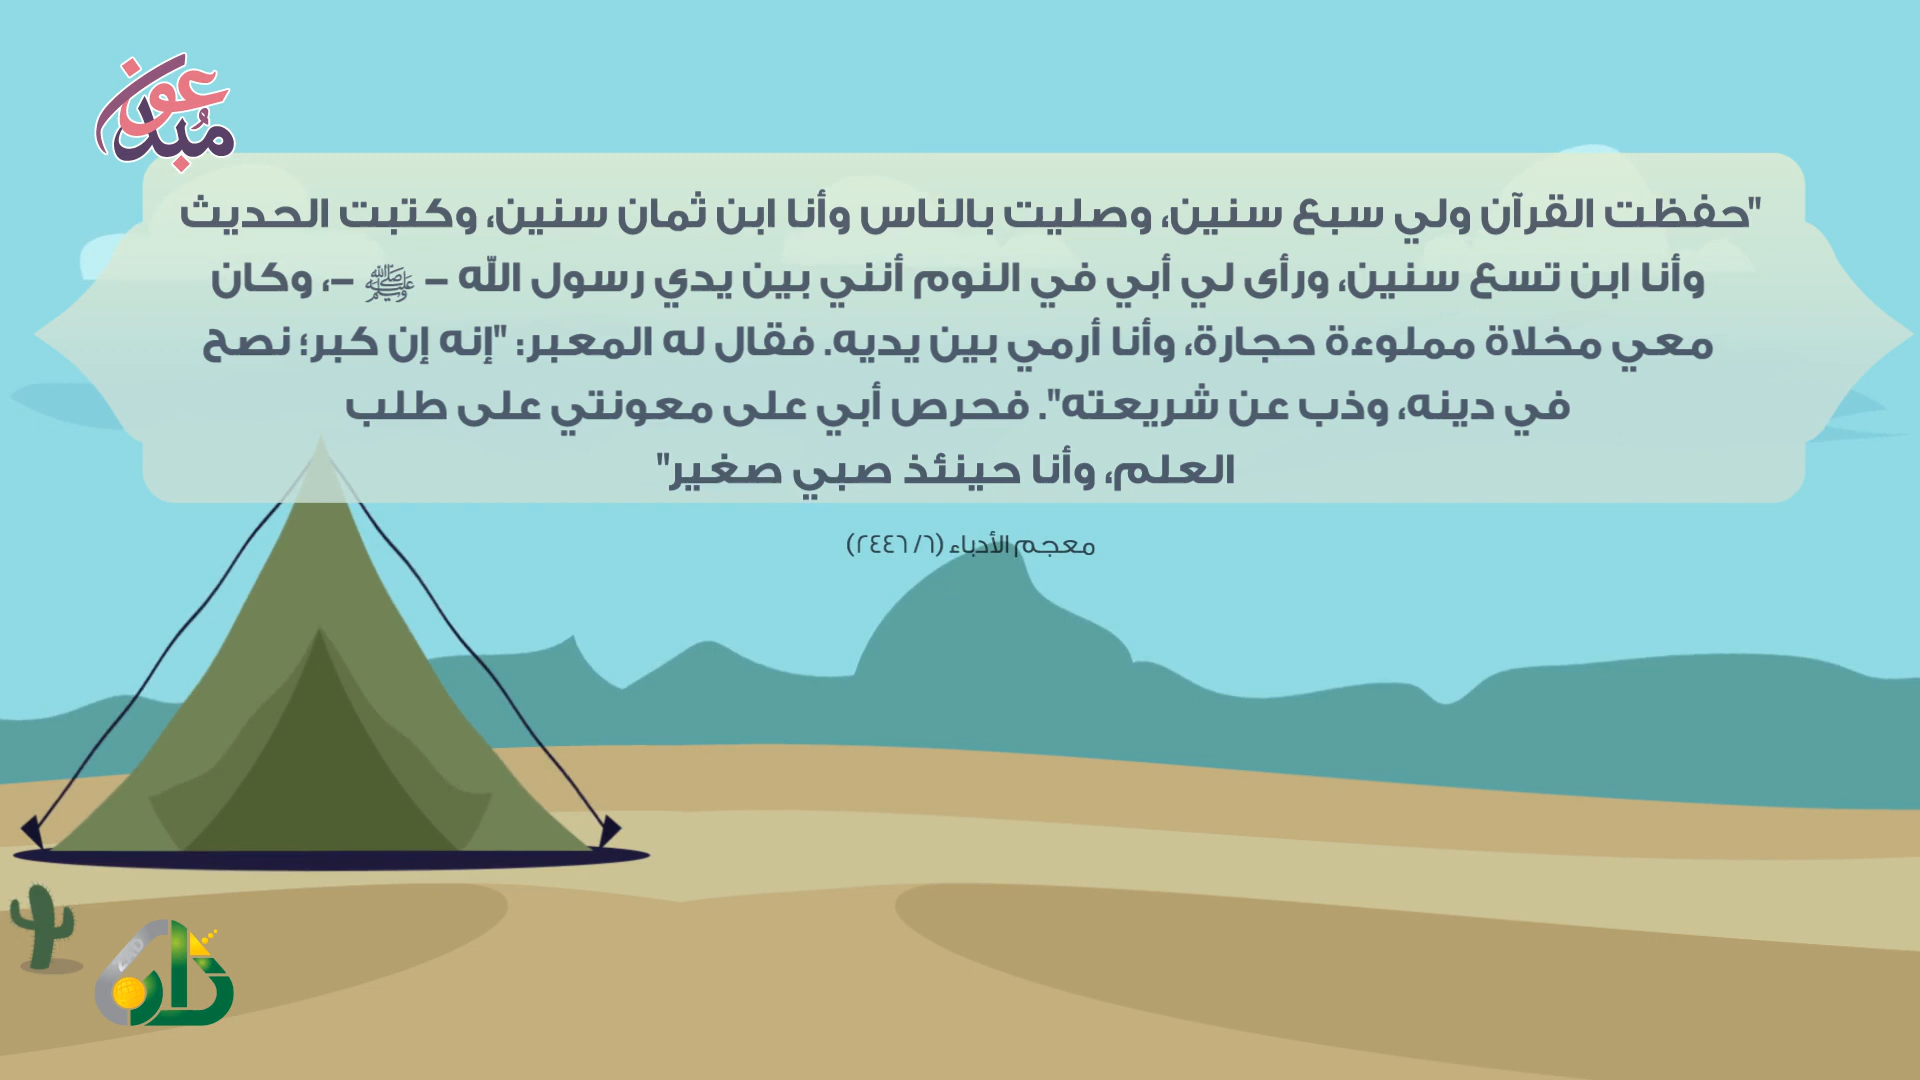 مُبدعون
"حفظت القرآن ولي سبع سنين، وصليت بالناس وأنا ابن ثمان سنين، وكتبت الحديث
وأنا ابن تسع سنين، ورأى لي أبي في النوم أنني بين يدي رسول الله - ﷺ -، وكان
معي مخلاة مملوءة حجارة، وأنا أرمي بين يديه. فقال له المعبر: "إنه إن كبر؛ نصح
في دينه، وذب عن شريعته". فحرص أبي على معونتي على طلب
العلم، وأنا حينئذ صبي صغير"
معجم الأدباء (٦/ ٢٤٤٦)
زاد
ZAD